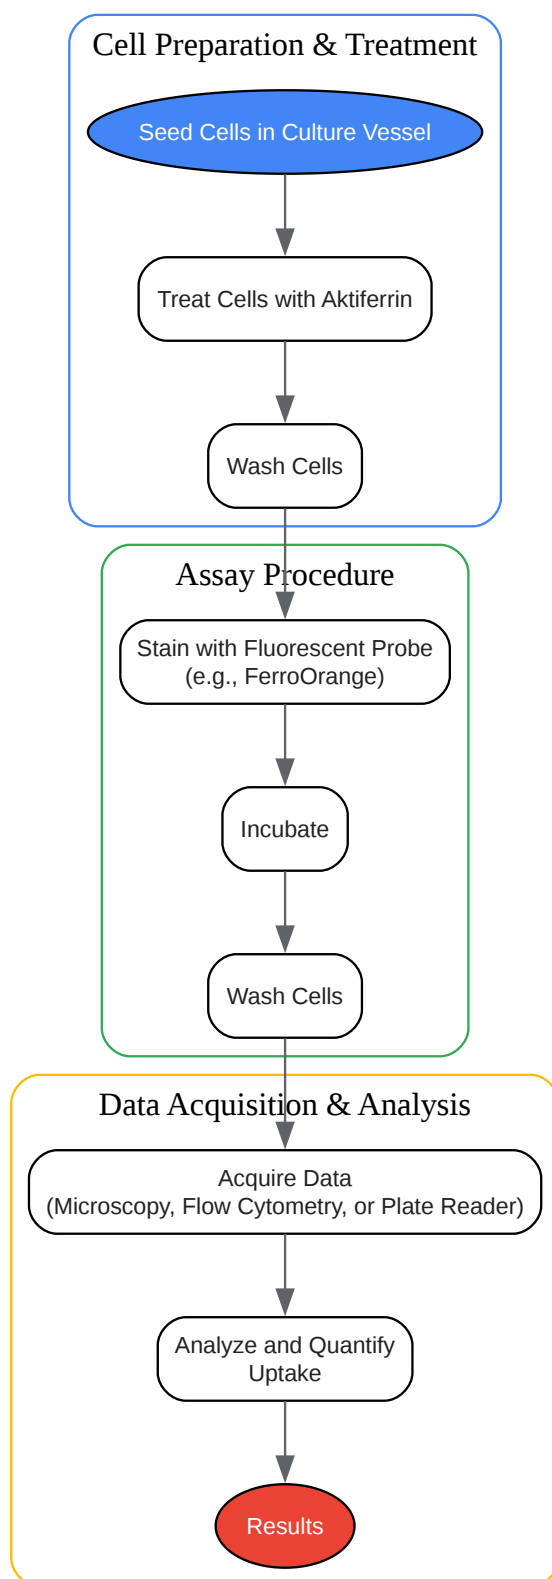 Cell Preparation & Treatment
Seed Cells in Culture Vessel
Treat Cells with Aktiferrin
Wash Cells
Assay Procedure
Stain with Fluorescent Probe
(e.g., FerroOrange)
Incubate
Wash Cells
Data Acquisition & Analysis
Acquire Data
(Microscopy, Flow Cytometry, or Plate Reader)
Analyze and Quantify
Uptake
Results